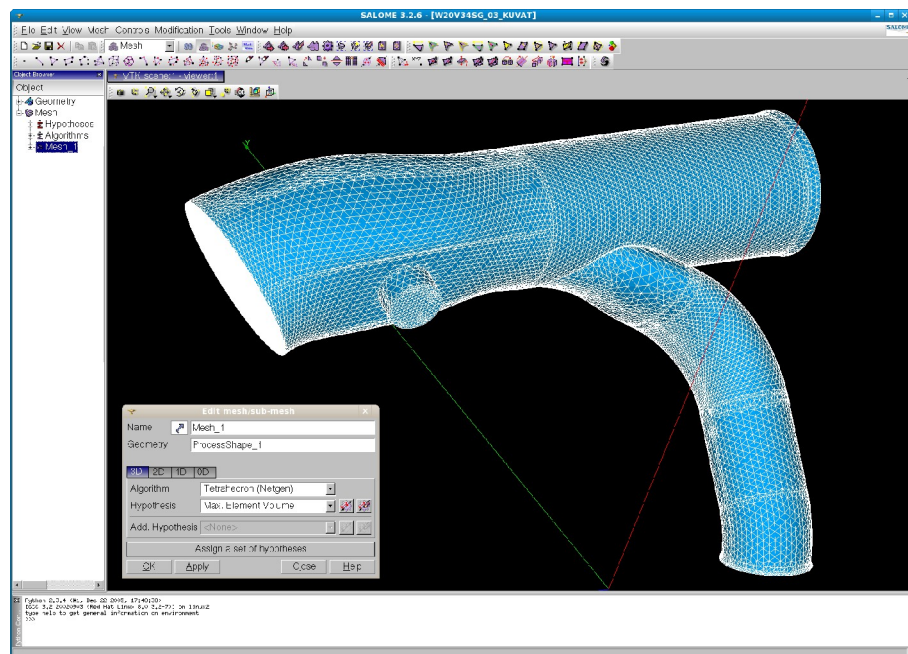 SALOME 3.2.6 - [W20V34SG_03_KUVAT]
File Edit View Mesh Controls Modification Tools Window Help
SALOME
Mesh
Object Browser
VTK scene:1 - viewer:1
Object
Geometry
Mesh
Hypotheses
Algorithms
Mesh_1
Y
Edit mesh/sub-mesh
Name Mesh_1
Geometry ProcessShape_1
3D 2D 1D 0D
Algorithm Tetrahedron (Netgen)
Hypothesis Max. Element Volume
Add. Hypothesis <None>
Assign a set of hypotheses
OK Apply Close Help
type help to get general information on environment
>>>